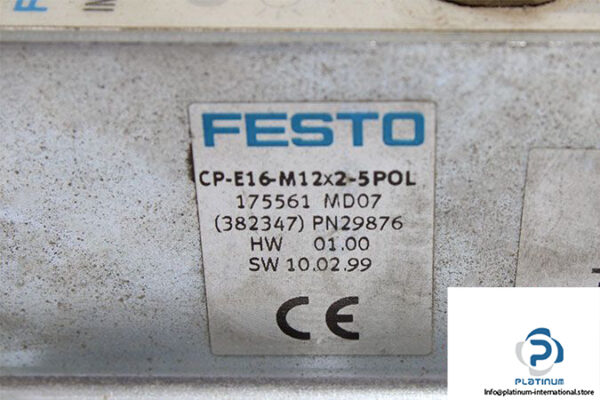 F
IN
FESTO
CP-E16-M12x2-5POL
175561 MD07
(382347) PN29876
HW 01.00
SW 10.02.99
CE
PLATINUM
info@platinum-international.store